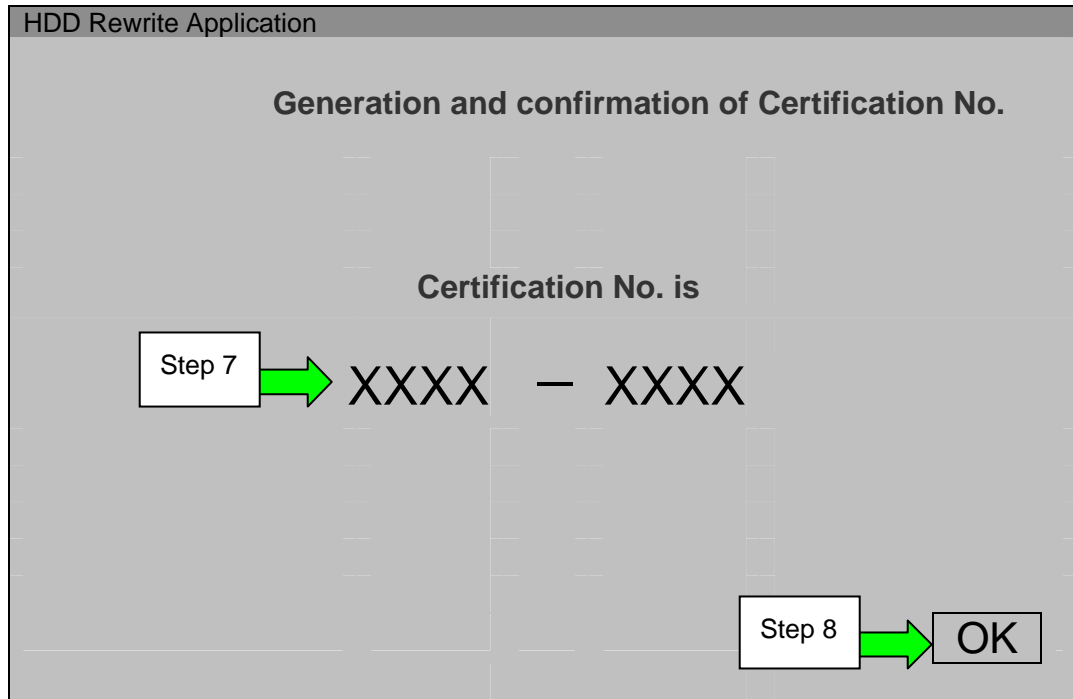 HDD Rewrite Application
Generation and confirmation of Certification No.
Certification No. is
Step 7
XXXX – XXXX
Step 8
OK